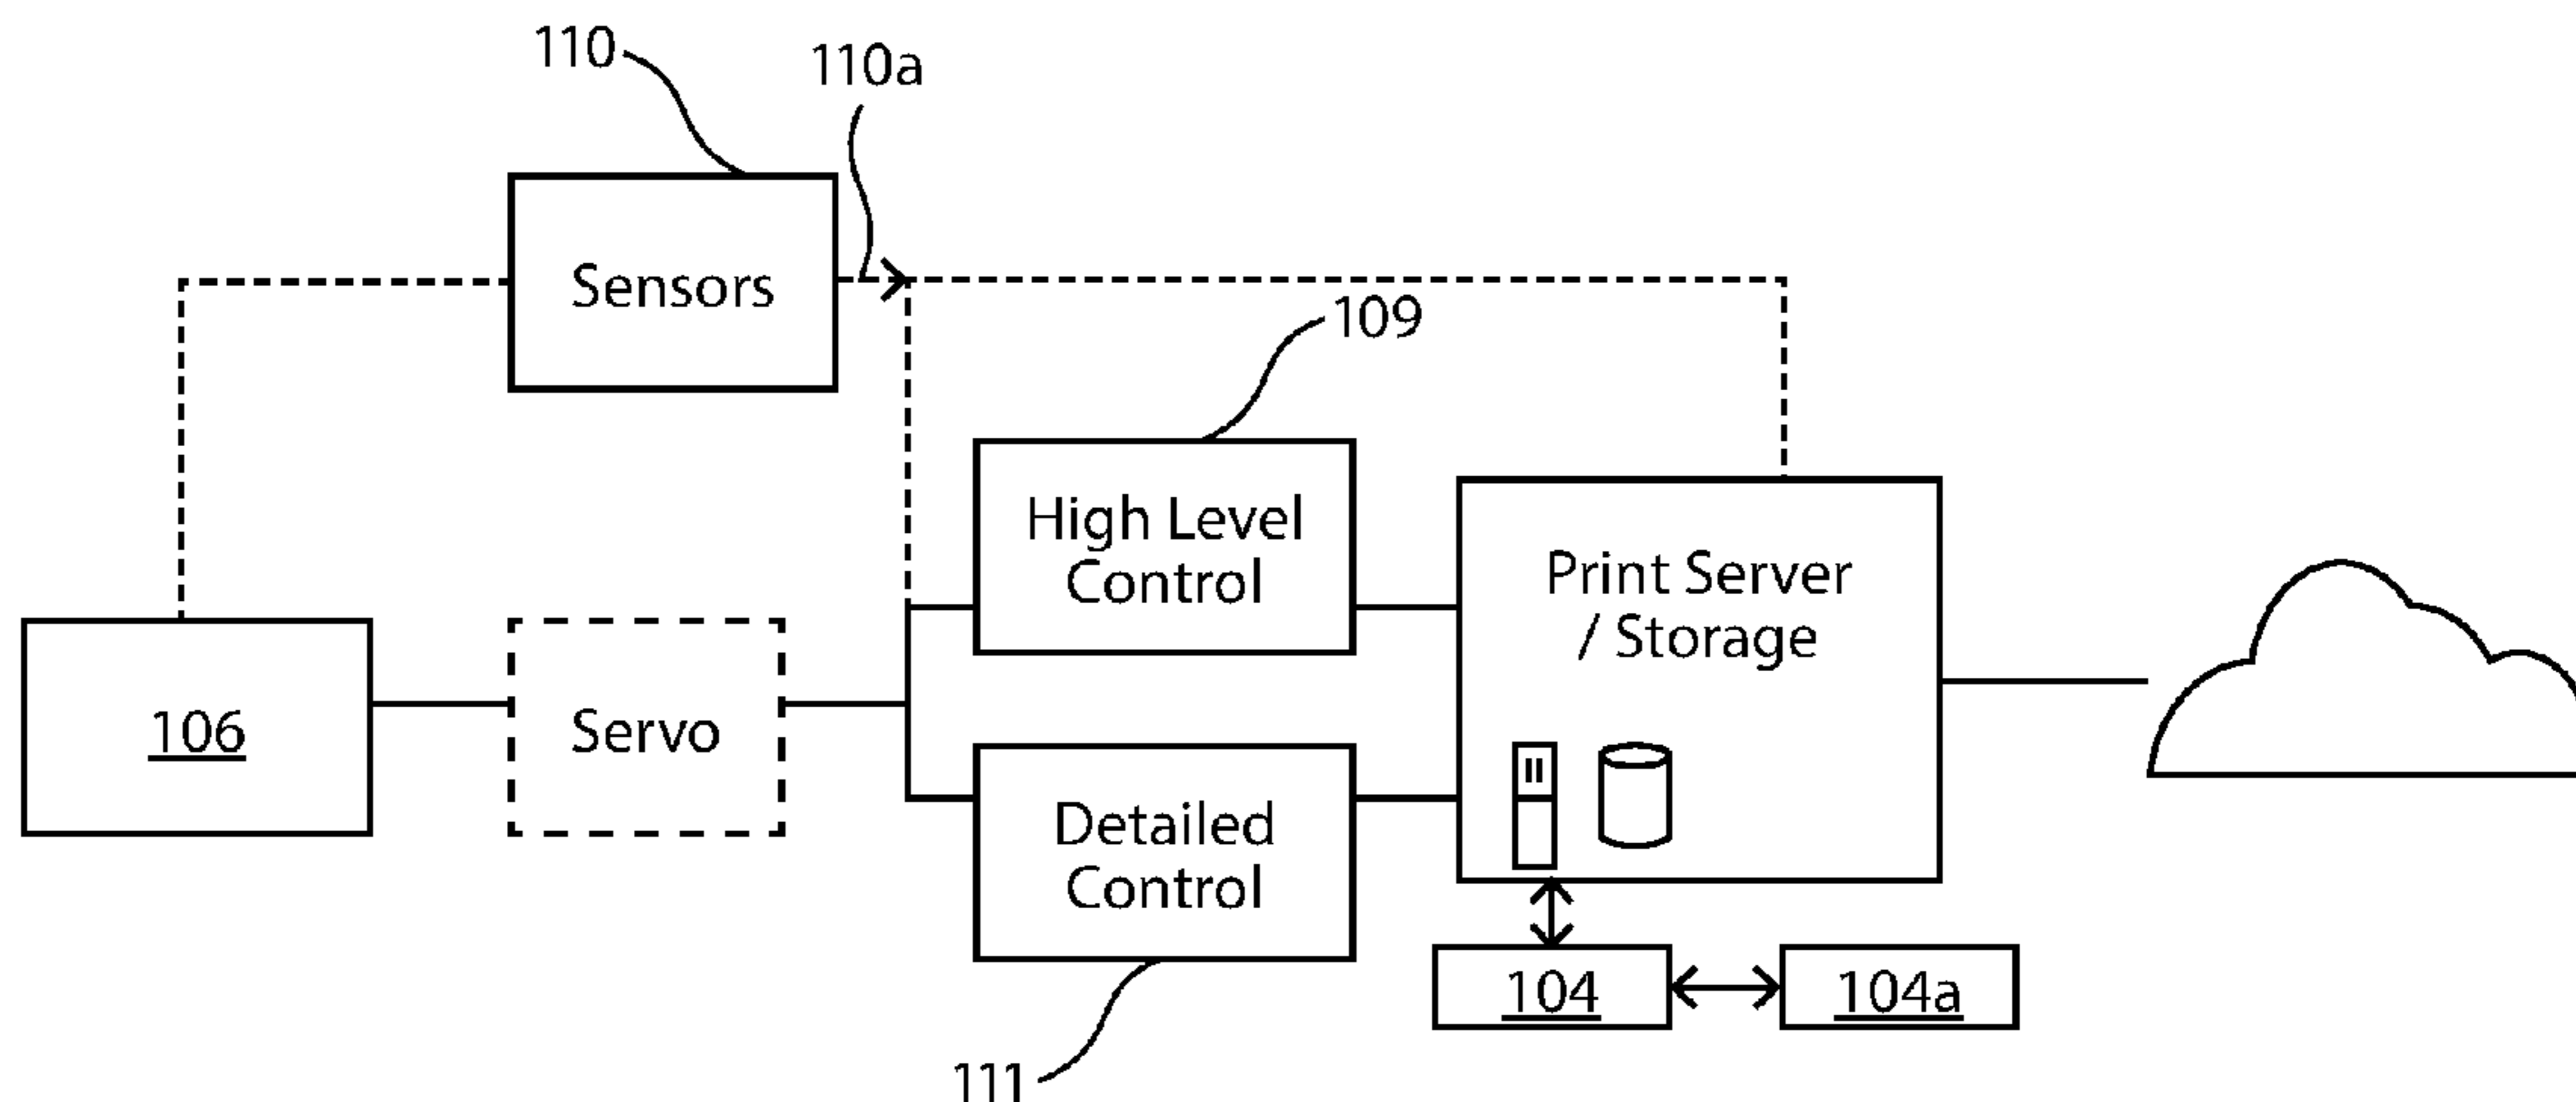 110
110a
Sensors
109
High Level
Control
Print Server
/ Storage
106
Servo
Detailed
Control
104
104a
111